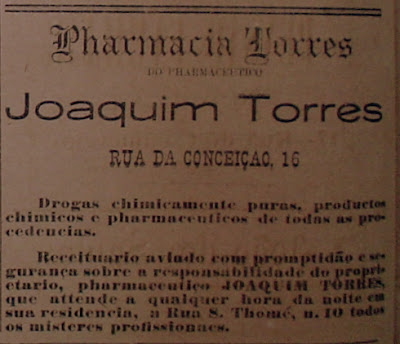 Pharmacia Torres
DO PHARMACEUTICO
Joaquim Torres
RUA DA CONCEIÇAO, 16
Drogas chimicamente puras, productos
chimicos e pharmaceuticos de todas as pro-
cedencias.
Receituario aviado com promptidão e se-
gurança sobre a responsabilidade do propri-
etario, pharmaceutico JOAQUIM TORRES,
que attende a qualquer hora da noite em
sua residencia, a Rua S. Thomé, n. 10 todos
os misteres profissionaes.